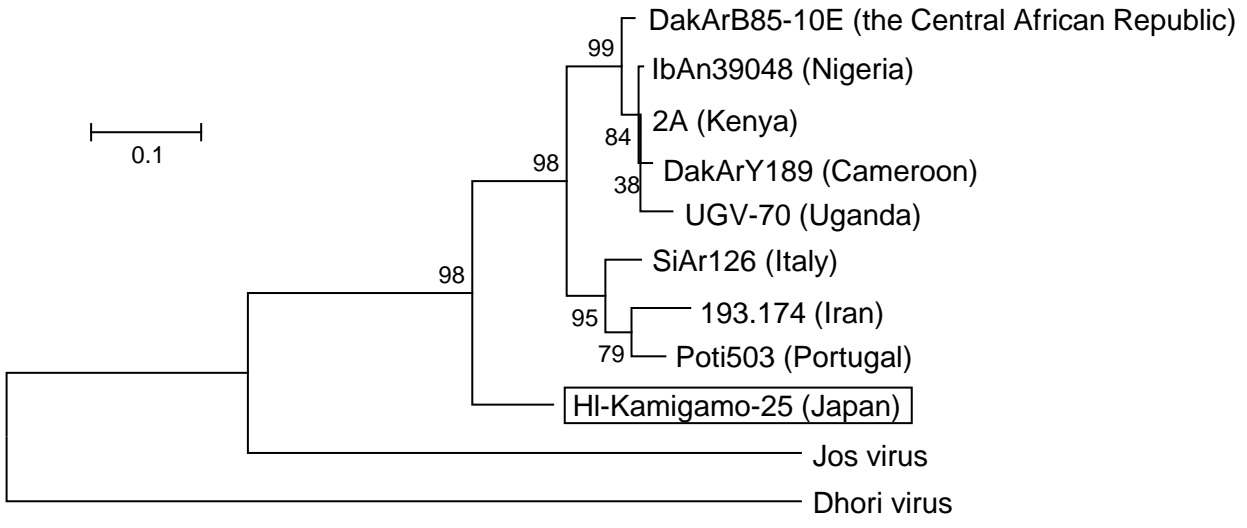 DakArB85-10E (the Central African Republic)
99
IbAn39048 (Nigeria)
2A (Kenya)
84
0.1
98
DakArY189 (Cameroon)
38
UGV-70 (Uganda)
SiAr126 (Italy)
98
193.174 (Iran)
95
79
Poti503 (Portugal)
HI-Kamigamo-25 (Japan)
Jos virus
Dhori virus